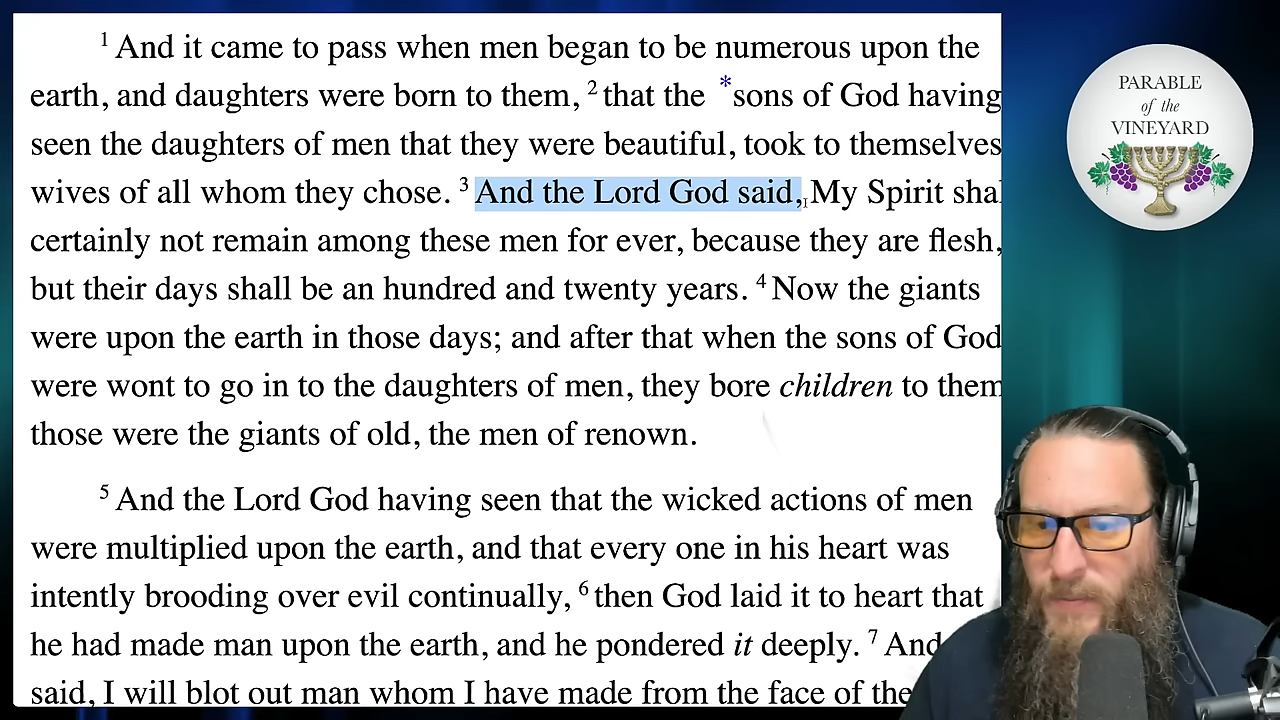 1 And it came to pass when men began to be numerous upon the
earth, and daughters were born to them, 2 that the *sons of God having
seen the daughters of men that they were beautiful, took to themselves
wives of all whom they chose. 3 And the Lord God said, My Spirit
certainly not remain among these men for ever, because they are flesh,
but their days shall be an hundred and twenty years. 4 Now the giants
were upon the earth in those days; and after that when the sons of God
were wont to go in to the daughters of men, they bore children to them
those were the giants of old, the men of renown.
5 And the Lord God having seen that the wicked actions of men
were multiplied upon the earth, and that every one in his heart was
intently brooding over evil continually, 6 then God laid it to heart that
he had made man upon the earth, and he pondered it deeply. 7 And
said, I will blot out man whom I have made from the face of the
PARABLE
of the
VINEYARD